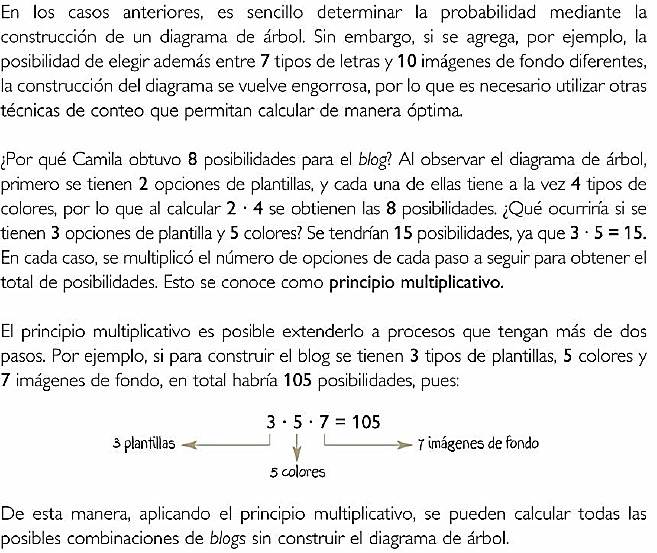 En los casos anteriores, es sencillo determinar la probabilidad mediante la
construcción de un diagrama de árbol. Sin embargo, si se agrega, por ejemplo, la
posibilidad de elegir además entre 7 tipos de letras y 10 imágenes de fondo diferentes,
la construcción del diagrama se vuelve engorrosa, por lo que es necesario utilizar otras
técnicas de conteo que permitan calcular de manera óptima.
¿Por qué Camila obtuvo 8 posibilidades para el blog? Al observar el diagrama de árbol,
primero se tienen 2 opciones de plantillas, y cada una de ellas tiene a la vez 4 tipos de
colores, por lo que al calcular 2 · 4 se obtienen las 8 posibilidades. ¿Qué ocurriría si se
tienen 3 opciones de plantilla y 5 colores? Se tendrían 15 posibilidades, ya que 3 · 5 = 15.
En cada caso, se multiplicó el número de opciones de cada paso a seguir para obtener el
total de posibilidades. Esto se conoce como principio multiplicativo.
El principio multiplicativo es posible extenderlo a procesos que tengan más de dos
pasos. Por ejemplo, si para construir el blog se tienen 3 tipos de plantillas, 5 colores y
7 imágenes de fondo, en total habría 105 posibilidades, pues:
3 · 5 · 7 = 105
3 plantillas
7 imágenes de fondo
5 colores
De esta manera, aplicando el principio multiplicativo, se pueden calcular todas las
posibles combinaciones de blogs sin construir el diagrama de árbol.